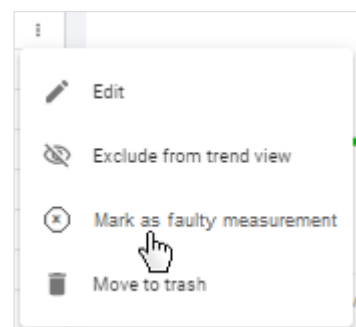 Edit
Exclude from trend view
Mark as faulty measurement
Move to trash